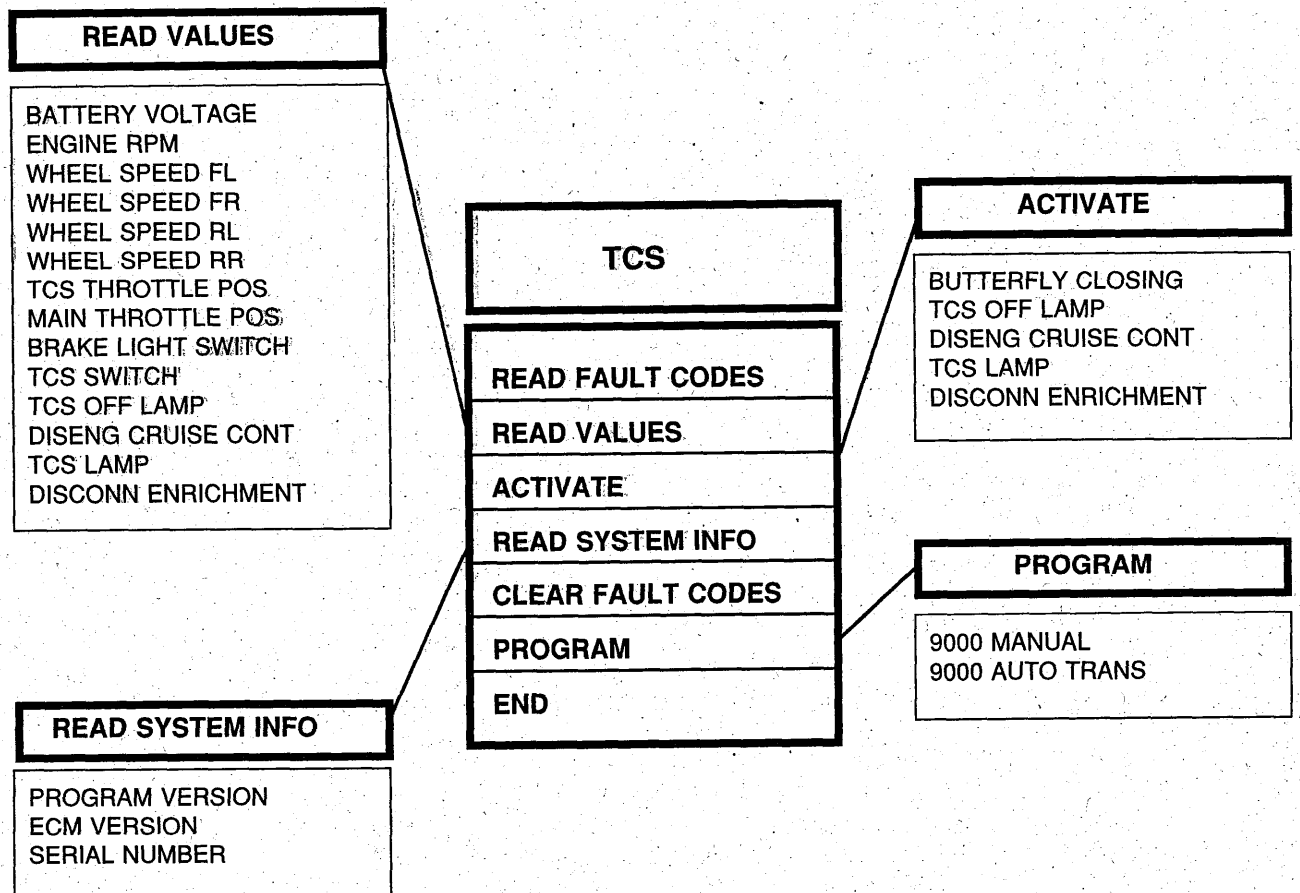 READ VALUES
BATTERY VOLTAGE
ENGINE RPM
WHEEL SPEED FL
WHEEL SPEED FR
WHEEL SPEED RL
WHEEL SPEED RR
TCS THROTTLE POS
MAIN THROTTLE POS
BRAKE LIGHT SWITCH
TCS SWITCH
TCS OFF LAMP
DISENG CRUISE CONT
TCS LAMP
DISCONN ENRICHMENT
READ SYSTEM INFO
PROGRAM VERSION
ECM VERSION
SERIAL NUMBER
TCS
READ FAULT CODES
READ VALUES
ACTIVATE
READ SYSTEM INFO
CLEAR FAULT CODES
PROGRAM
END
ACTIVATE
BUTTERFLY CLOSING
TCS OFF LAMP
DISENG CRUISE CONT
TCS LAMP
DISCONN ENRICHMENT
PROGRAM
9000 MANUAL
9000 AUTO TRANS